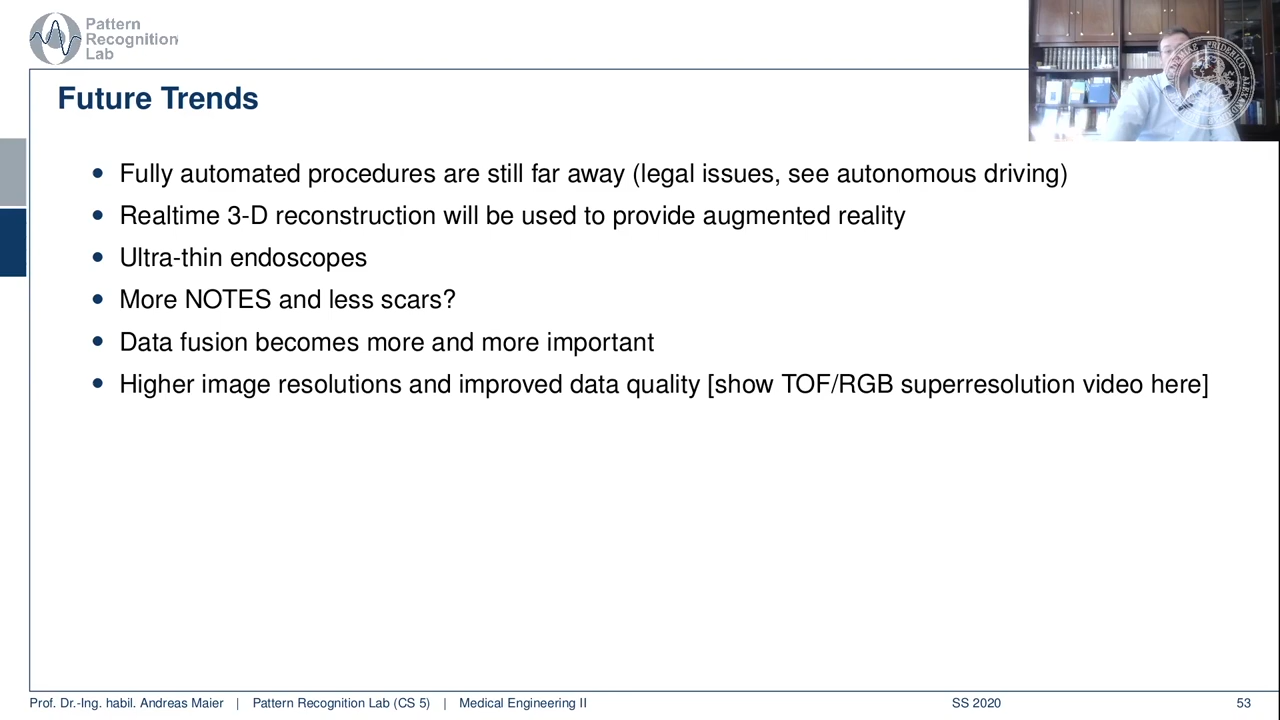 Pattern
Recognition
Lab
Future Trends
• Fully automated procedures are still far away (legal issues, see autonomous driving)
• Realtime 3-D reconstruction will be used to provide augmented reality
• Ultra-thin endoscopes
• More NOTES and less scars?
• Data fusion becomes more and more important
• Higher image resolutions and improved data quality [show TOF/RGB superresolution video here]
Prof. Dr.-Ing. habil. Andreas Maier | Pattern Recognition Lab (CS 5) | Medical Engineering II SS 2020 53